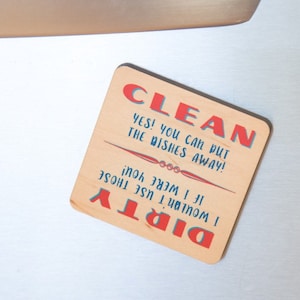 CLEAN
YES! YOU CAN PUT
THE DISHES AWAY!
DIRTY
I WOULDN'T USE THOSE
IF I WERE YOU!